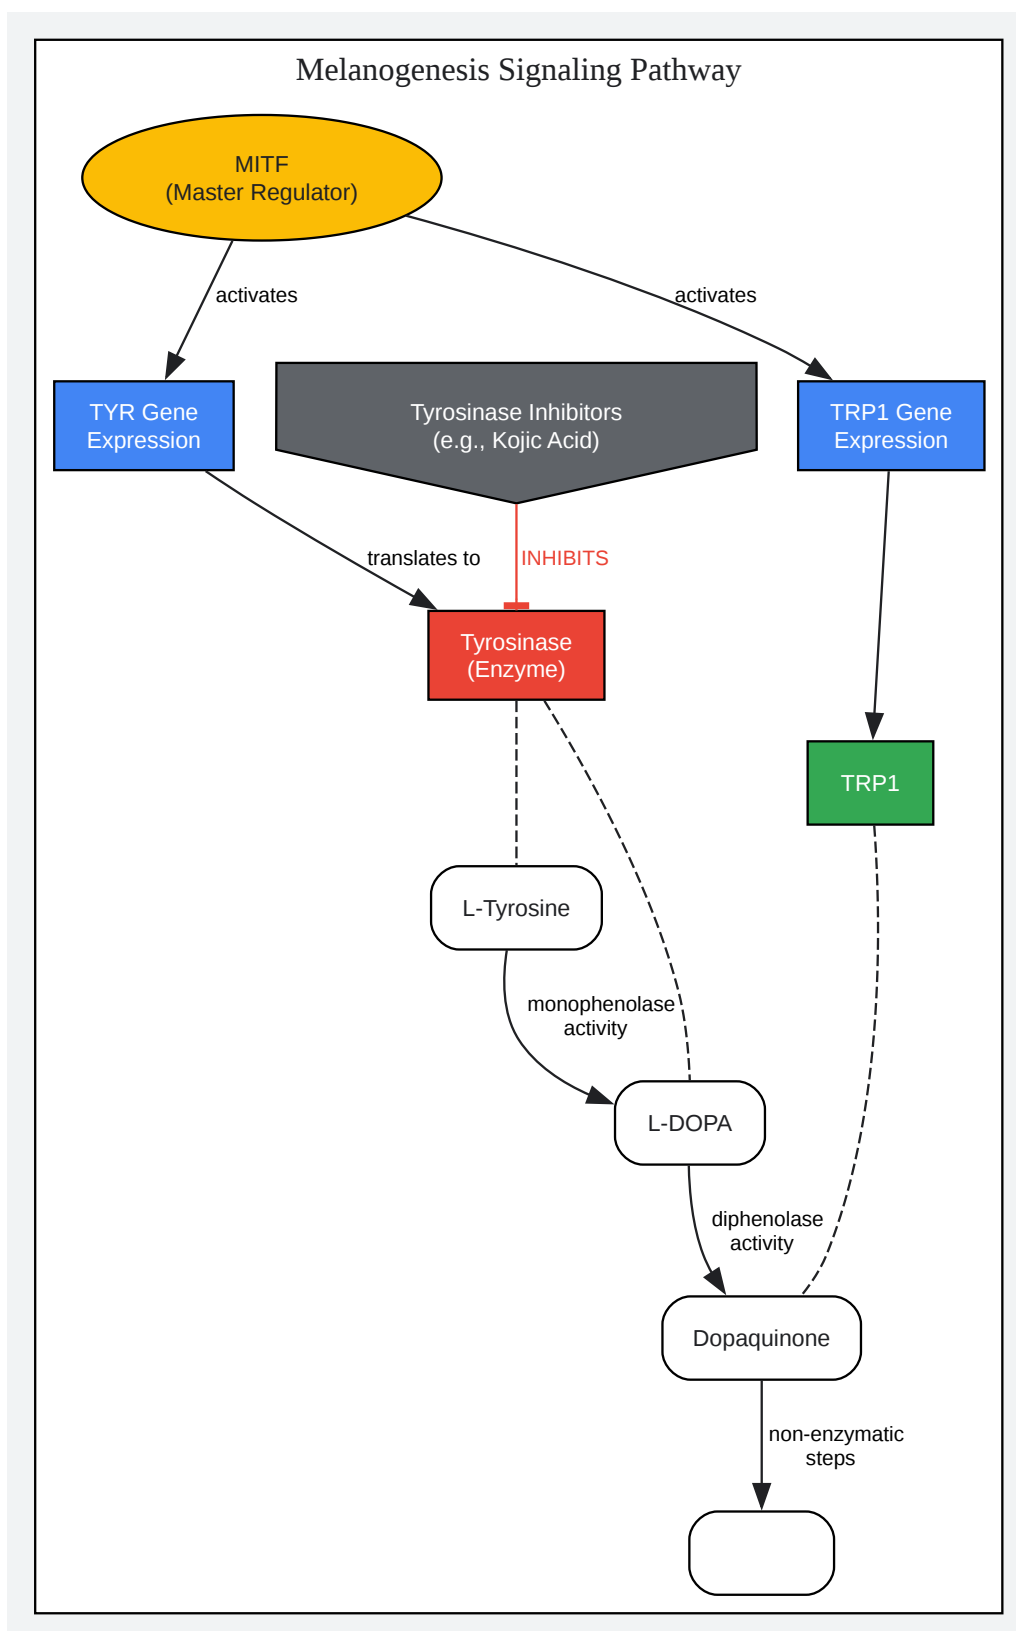 Melanogenesis Signaling Pathway
MITF
(Master Regulator)
activates
activates
TYR Gene
Expression
Tyrosinase Inhibitors
(e.g., Kojic Acid)
TRP1 Gene
Expression
translates to
INHIBITS
Tyrosinase
(Enzyme)
TRP1
L-Tyrosine
monophenolase
activity
L-DOPA
diphenolase
activity
Dopaquinone
non-enzymatic
steps